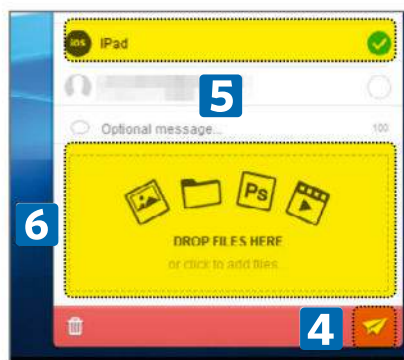 ios iPad
5
Optional message... 100
Ps
6
DROP FILES HERE
or click to add files.
4